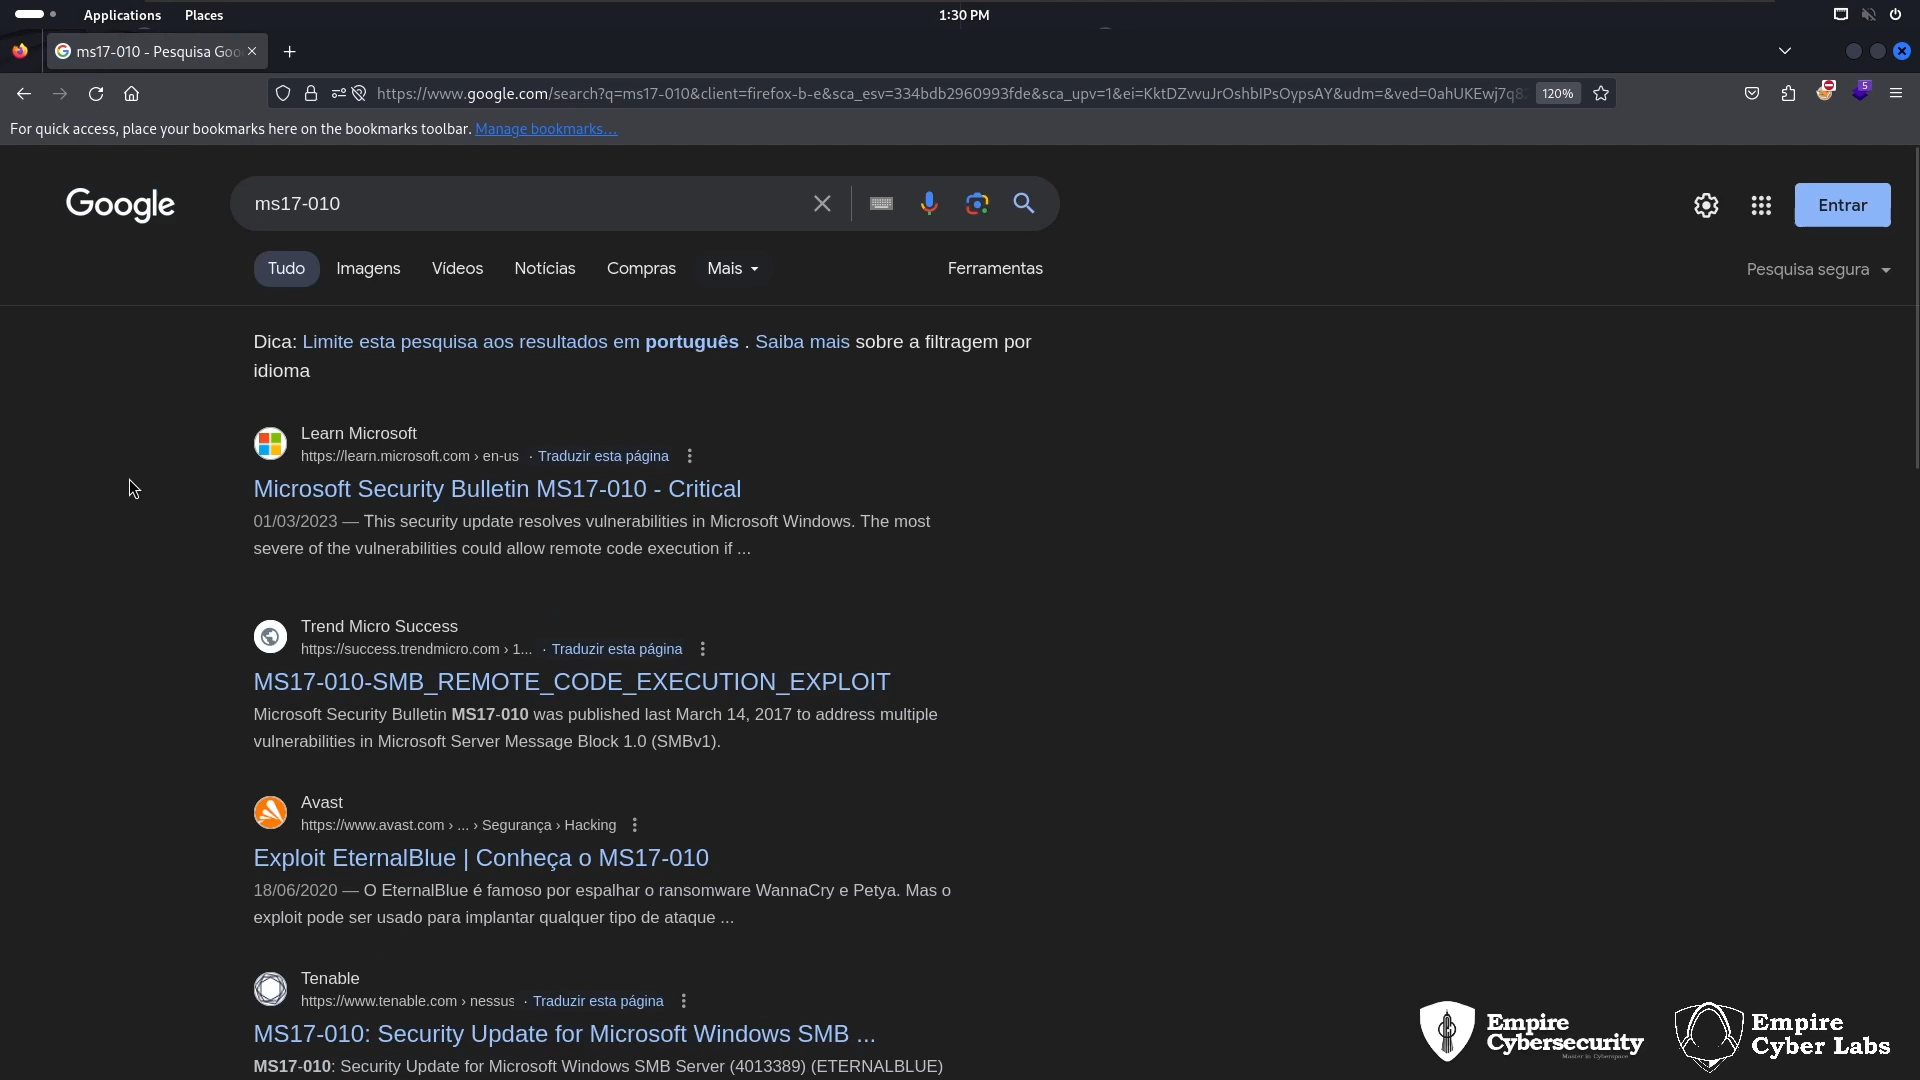 Applications Places 1:30 PM
ms17-010 - Pesquisa Goo
https://www.google.com/search?q=ms17-010&client=firefox-b-e&sca_esv=334bdb2960993fde&sca_upv=1&ei=KktDZvvuJrOshbIPsOypsAY&udm=&ved=0ahUKEwj7q8 120% 5
For quick access, place your bookmarks here on the bookmarks toolbar. Manage bookmarks...
Google ms17-010 Entrar
Tudo Imagens Vídeos Notícias Compras Mais Ferramentas Pesquisa segura
Dica: Limite esta pesquisa aos resultados em português . Saiba mais sobre a filtragem por
idioma
Learn Microsoft
https://learn.microsoft.com › en-us · Traduzir esta página
Microsoft Security Bulletin MS17-010 - Critical
01/03/2023 — This security update resolves vulnerabilities in Microsoft Windows. The most
severe of the vulnerabilities could allow remote code execution if ...
Trend Micro Success
https://success.trendmicro.com › 1... · Traduzir esta página
MS17-010-SMB_REMOTE_CODE_EXECUTION_EXPLOIT
Microsoft Security Bulletin MS17-010 was published last March 14, 2017 to address multiple
vulnerabilities in Microsoft Server Message Block 1.0 (SMBv1).
Avast
https://www.avast.com › ... › Segurança › Hacking
Exploit EternalBlue | Conheça o MS17-010
18/06/2020 — O EternalBlue é famoso por espalhar o ransomware WannaCry e Petya. Mas o
exploit pode ser usado para implantar qualquer tipo de ataque ...
Tenable
https://www.tenable.com › nessus · Traduzir esta página
MS17-010: Security Update for Microsoft Windows SMB ...
MS17-010: Security Update for Microsoft Windows SMB Server (4013389) (ETERNALBLUE)
Empire
Cybersecurity
Master in Cyberspace
Empire
Cyber Labs